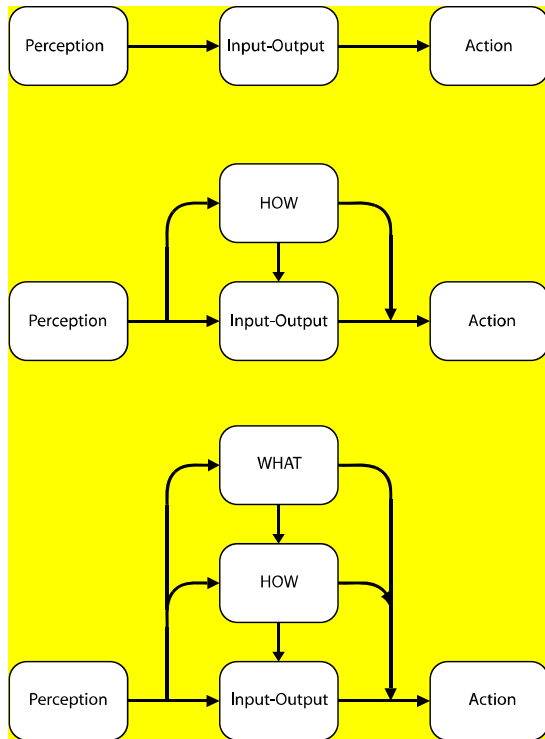 Perception
Input-Output
Action
HOW
Perception
Input-Output
Action
WHAT
HOW
Perception
Input-Output
Action